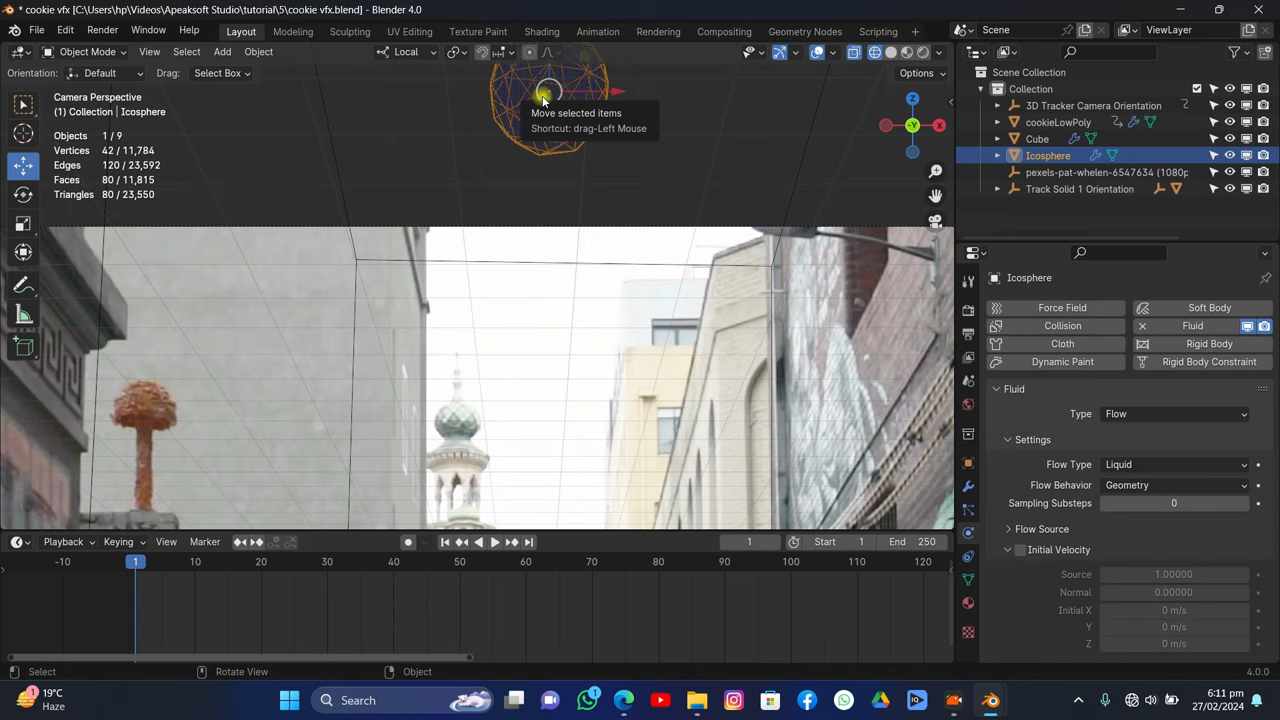 * cookie vfx [C:\Users\hp\Videos\Apeaksoft Studio\tutorial\5\cookie vfx.blend] - Blender 4.0
File Edit Render Window Help Layout Modeling Sculpting UV Editing Texture Paint Shading Animation Rendering Compositing Geometry Nodes Scripting Scene ViewLayer
Object Mode View Select Add Object Local
Orientation: Default Drag: Select Box Options
Camera Perspective
(1) Collection | Icosphere
Objects 1 / 9
Vertices 42 / 11,784
Edges 120 / 23,592
Faces 80 / 11,815
Triangles 80 / 23,550
Move selected items
Shortcut: drag-Left Mouse
Z
-Y
X
Scene Collection
Collection
3D Tracker Camera Orientation
cookieLowPoly
Cube
Icosphere
pexels-pat-whelen-6547634 (1080p
Track Solid 1 Orientation
Icosphere
Force Field Soft Body
Collision Fluid
Cloth Rigid Body
Dynamic Paint Rigid Body Constraint
Fluid
Type Flow
Settings
Flow Type Liquid
Flow Behavior Geometry
Sampling Substeps 0
Flow Source
Initial Velocity
Source 1.00000
Normal 0.00000
Initial X 0 m/s
Y 0 m/s
Z 0 m/s
Playback Keying View Marker 1 Start 1 End 250
-10 1 10 20 30 40 50 60 70 80 90 100 110 120
Select Rotate View Object 4.0.0
1 19°C
Haze
Search
1
6:11 pm
27/02/2024